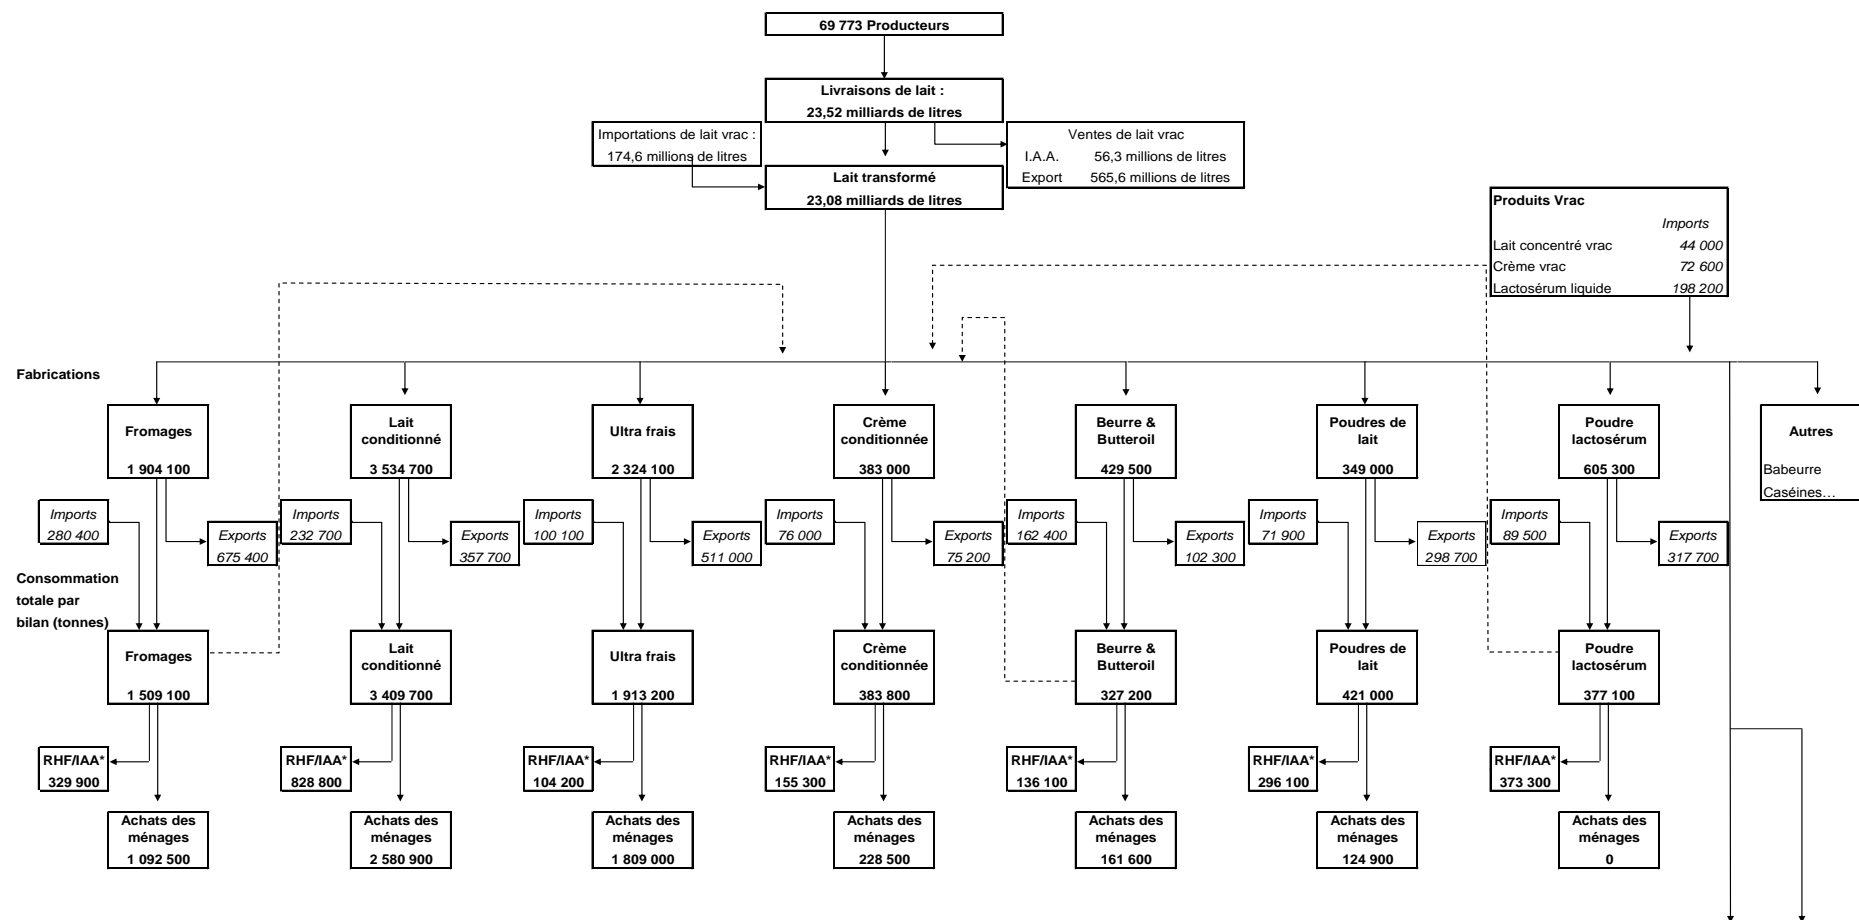 69 773 Producteurs
Livraisons de lait :
23,52 milliards de litres
Importations de lait vrac :
174,6 millions de litres
Ventes de lait vrac
I.A.A. 56,3 millions de litres
Export 565,6 millions de litres
Lait transformé
23,08 milliards de litres
Produits Vrac
Imports
Lait concentré vrac 44 000
Crème vrac 72 600
Lactosérum liquide 198 200
Fabrications
Fromages
1 904 100
Lait
conditionné
3 534 700
Ultra frais
2 324 100
Crème
conditionnée
383 000
Beurre &
Butteroil
429 500
Poudres de
lait
349 000
Poudre
lactosérum
605 300
Autres
Babeurre
Caséines…
Imports
280 400
Exports
675 400
Imports
232 700
Exports
357 700
Imports
100 100
Exports
511 000
Imports
76 000
Exports
75 200
Imports
162 400
Exports
102 300
Imports
71 900
Exports
298 700
Imports
89 500
Exports
317 700
Consommation
totale par
bilan (tonnes)
Fromages
1 509 100
Lait
conditionné
3 409 700
Ultra frais
1 913 200
Crème
conditionnée
383 800
Beurre &
Butteroil
327 200
Poudres de
lait
421 000
Poudre
lactosérum
377 100
RHF/IAA*
329 900
RHF/IAA*
828 800
RHF/IAA*
104 200
RHF/IAA*
155 300
RHF/IAA*
136 100
RHF/IAA*
296 100
RHF/IAA*
373 300
Achats des
ménages
1 092 500
Achats des
ménages
2 580 900
Achats des
ménages
1 809 000
Achats des
ménages
228 500
Achats des
ménages
161 600
Achats des
ménages
124 900
Achats des
ménages
0